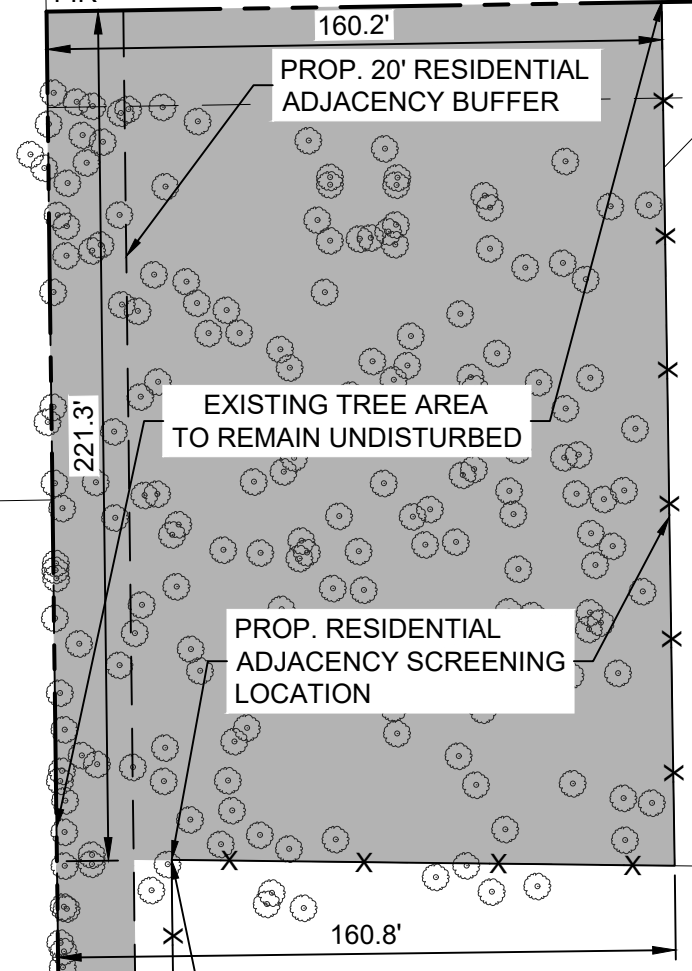 160.2'
PROP. 20' RESIDENTIAL
ADJACENCY BUFFER
221.3'
EXISTING TREE AREA
TO REMAIN UNDISTURBED
PROP. RESIDENTIAL
ADJACENCY SCREENING
LOCATION
160.8'